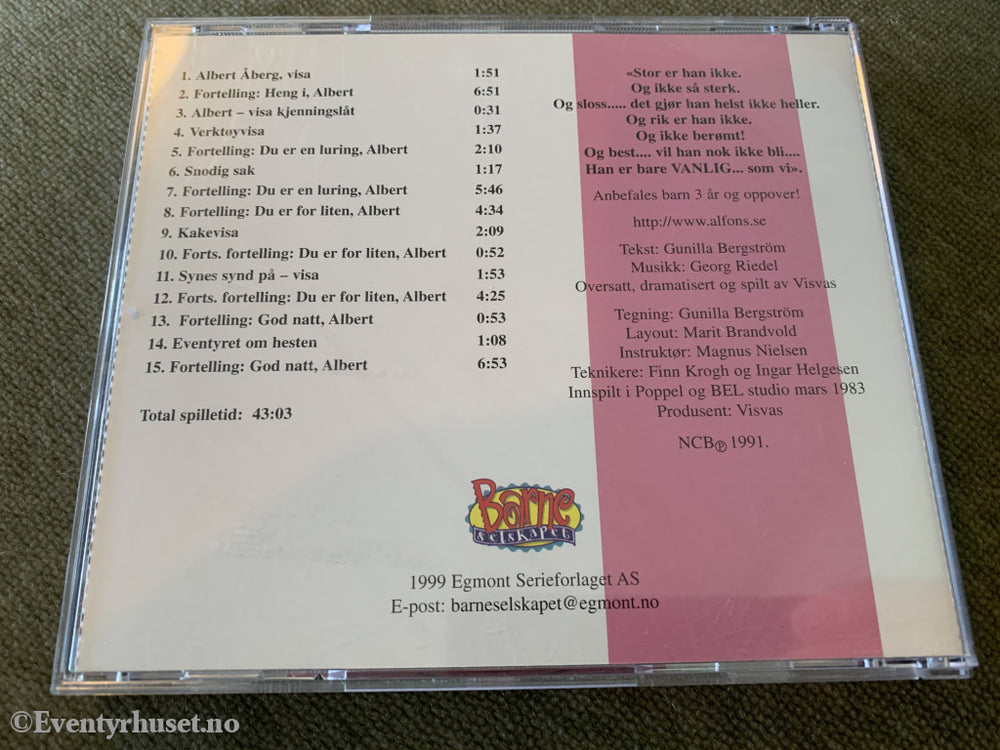 1. Albert Åberg, visa 1:51
2. Fortelling: Heng i, Albert 6:51
3. Albert – visa kjenningslåt 0:31
4. Verktøyvisa 1:37
5. Fortelling: Du er en luring, Albert 2:10
6. Snodig sak 1:17
7. Fortelling: Du er en luring, Albert 5:46
8. Fortelling: Du er for liten, Albert 4:34
9. Kakevisa 2:09
10. Forts. fortelling: Du er for liten, Albert 0:52
11. Synes synd på – visa 1:53
12. Forts. fortelling: Du er for liten, Albert 4:25
13. Fortelling: God natt, Albert 0:53
14. Eventyret om hesten 1:08
15. Fortelling: God natt, Albert 6:53
Total spilletid: 43:03
«Stor er han ikke.
Og ikke så sterk.
Og sloss..... det gjør han helst ikke heller.
Og rik er han ikke.
Og ikke berømt!
Og best.... vil han nok ikke bli....
Han er bare VANLIG... som vi».
Anbefales barn 3 år og oppover!
http://www.alfons.se
Tekst: Gunilla Bergström
Musikk: Georg Riedel
Oversatt, dramatisert og spilt av Visvas
Tegning: Gunilla Bergström
Layout: Marit Brandvold
Instruktør: Magnus Nielsen
Teknikere: Finn Krogh og Ingar Helgesen
Innspilt i Poppel og BEL studio mars 1983
Produsent: Visvas
NCB℗ 1991.
Barne
selskapet
1999 Egmont Serieforlaget AS
E-post: barneselskapet@egmont.no
©Eventyrhuset.no